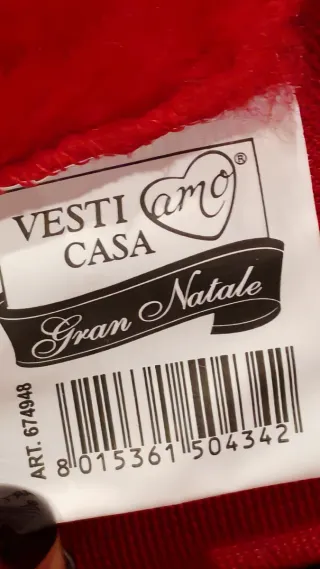 VESTI amo®
CASA
Gran Natale
ART. 674948
8 015361 504342